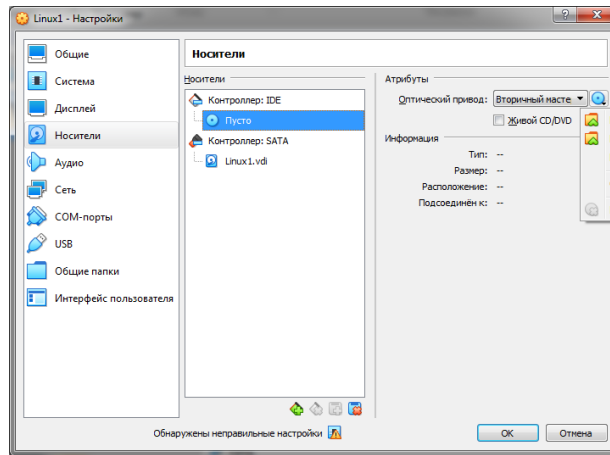 Linux1 - Настройки
Общие
Система
Дисплей
Носители
Аудио
Сеть
COM-порты
USB
Общие папки
Интерфейс пользователя
Носители
Носители
Контроллер: IDE
Пусто
Контроллер: SATA
Linux1.vdi
Атрибуты
Оптический привод: Вторичный масте
Живой CD/DVD
Информация
Тип: --
Размер: --
Расположение: --
Подсоединён к: --
Обнаружены неправильные настройки
OK
Отмена